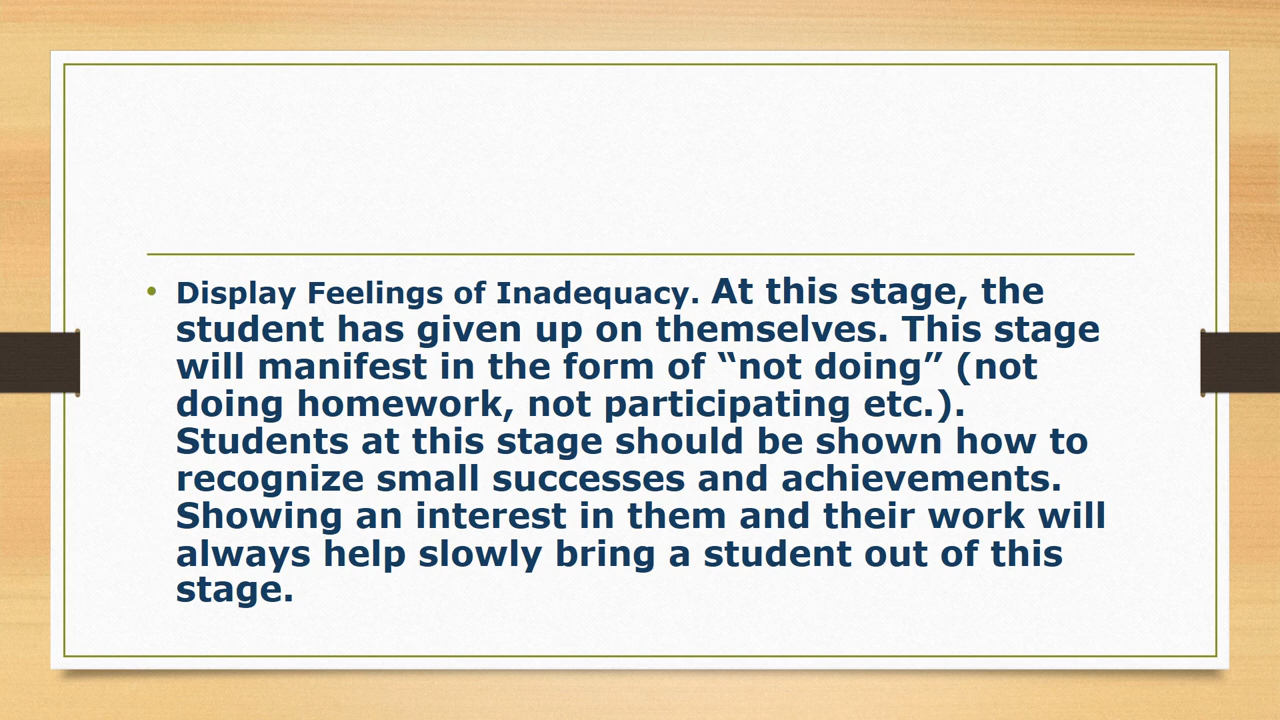 • Display Feelings of Inadequacy. At this stage, the
student has given up on themselves. This stage
will manifest in the form of “not doing” (not
doing homework, not participating etc.).
Students at this stage should be shown how to
recognize small successes and achievements.
Showing an interest in them and their work will
always help slowly bring a student out of this
stage.